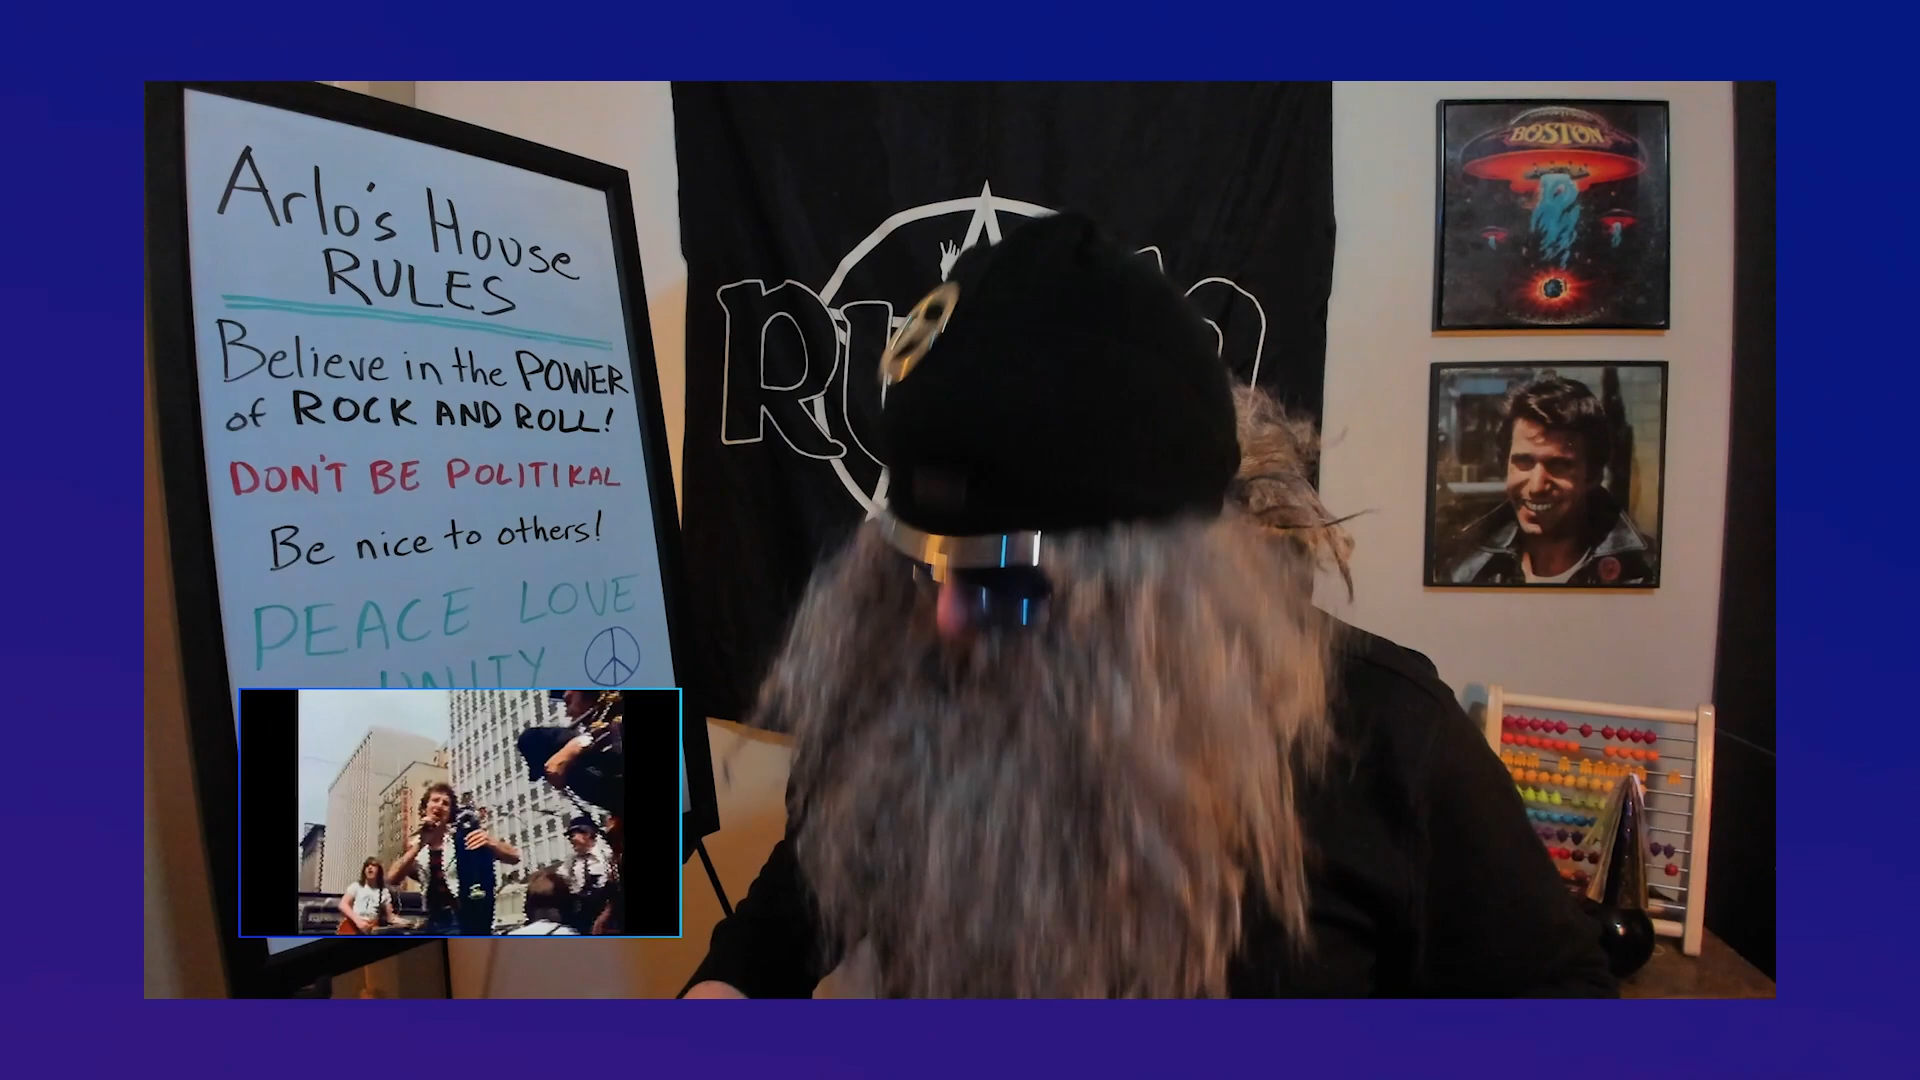 Arlo's House
RULES
Believe in the POWER
of ROCK AND ROLL!
DON'T BE POLITIKAL
Be nice to others!
PEACE LOVE
UNITY
BOSTON